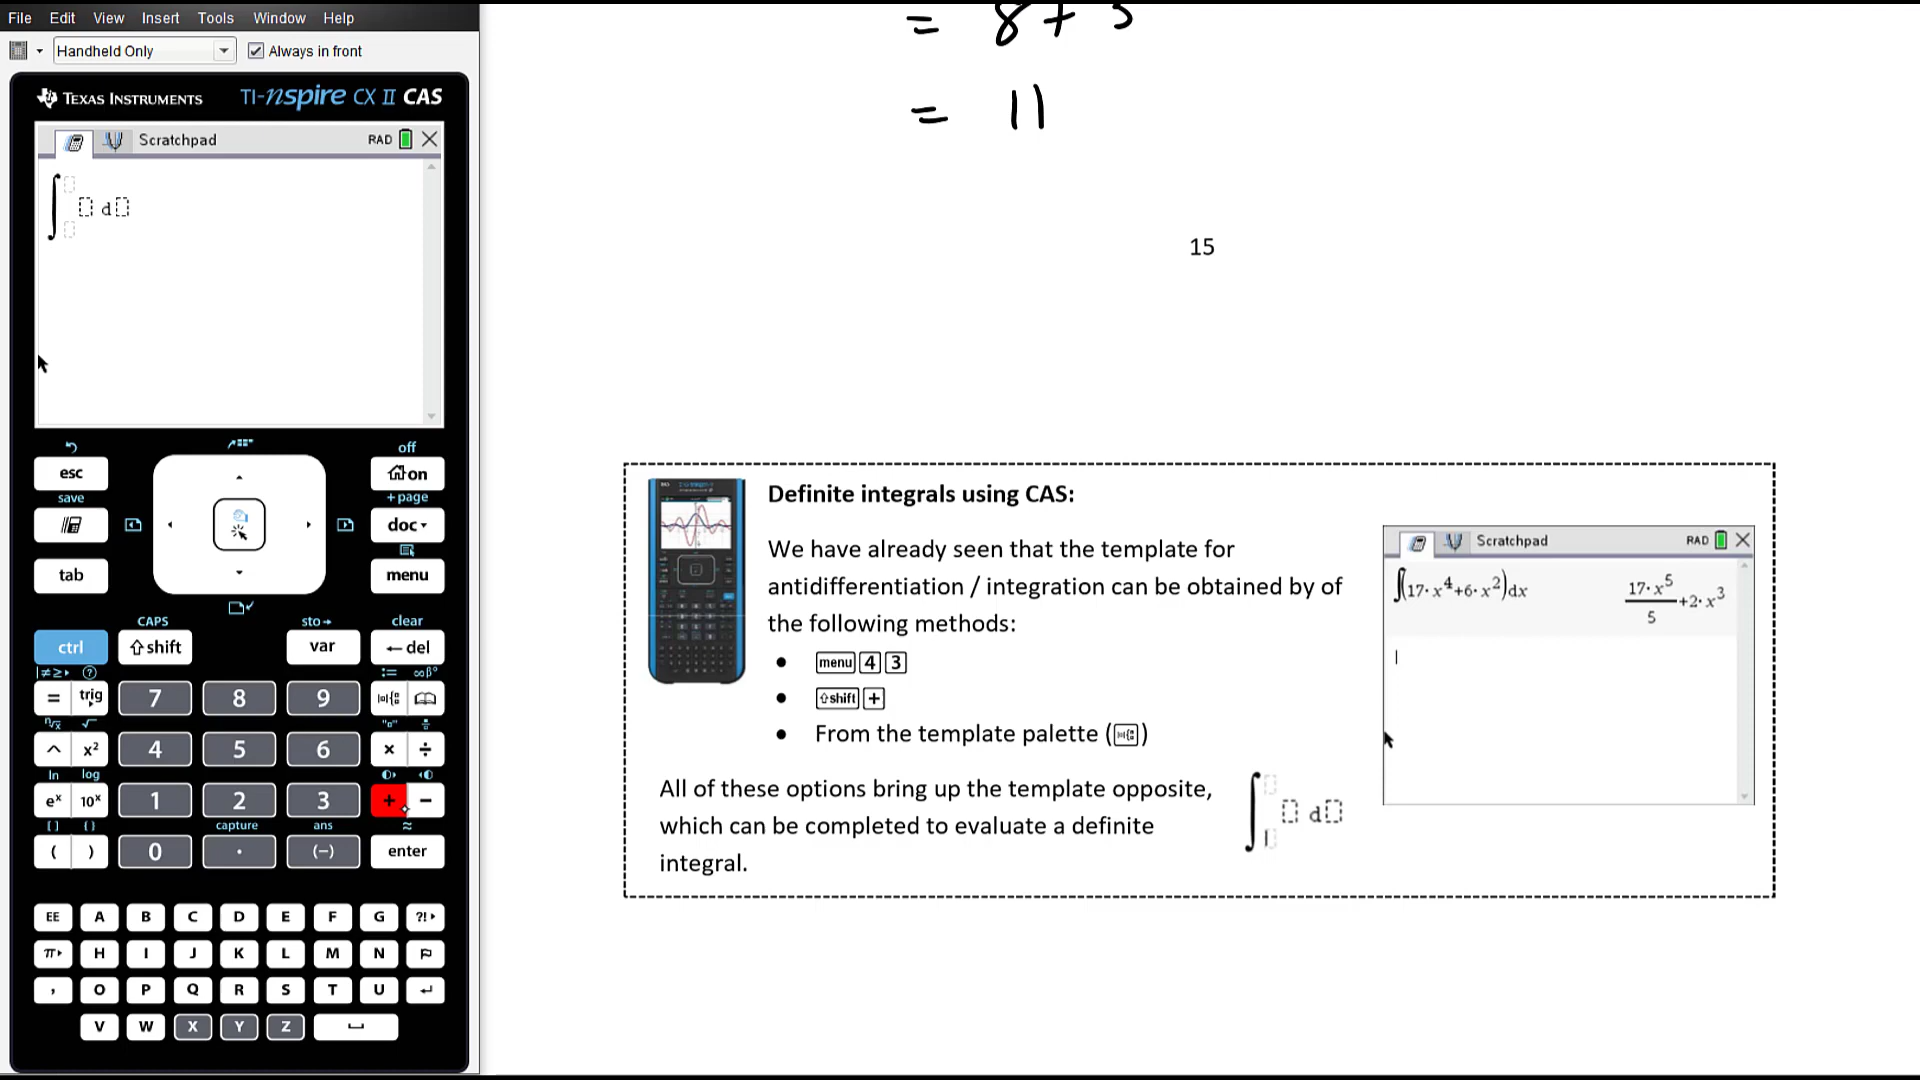 File Edit View Insert Tools Window Help
Handheld Only Always in front
TEXAS INSTRUMENTS TI-nspire CX II CAS
Scratchpad RAD
∫ d
off
esc on
save +page
doc
tab menu
CAPS sto→ clear
ctrl shift var ←del
= trig 7 8 9
ⁿ√x √
^ x² 4 5 6 × ÷
ln log
eˣ 10ˣ 1 2 3 + −
[ ] { } capture ans ≈
( ) 0 . (−) enter
EE A B C D E F G ?!▸
π▸ H I J K L M N
, O P Q R S T U ↵
V W X Y Z
= 8 + 3
= 11
15
Definite integrals using CAS:
We have already seen that the template for
antidifferentiation / integration can be obtained by of
the following methods:
• menu 4 3
• ⇧shift +
• From the template palette ( )
All of these options bring up the template opposite,
which can be completed to evaluate a definite
integral.
∫ d
Scratchpad RAD
∫(17·x⁴+6·x²)dx 17·x⁵/5+2·x³